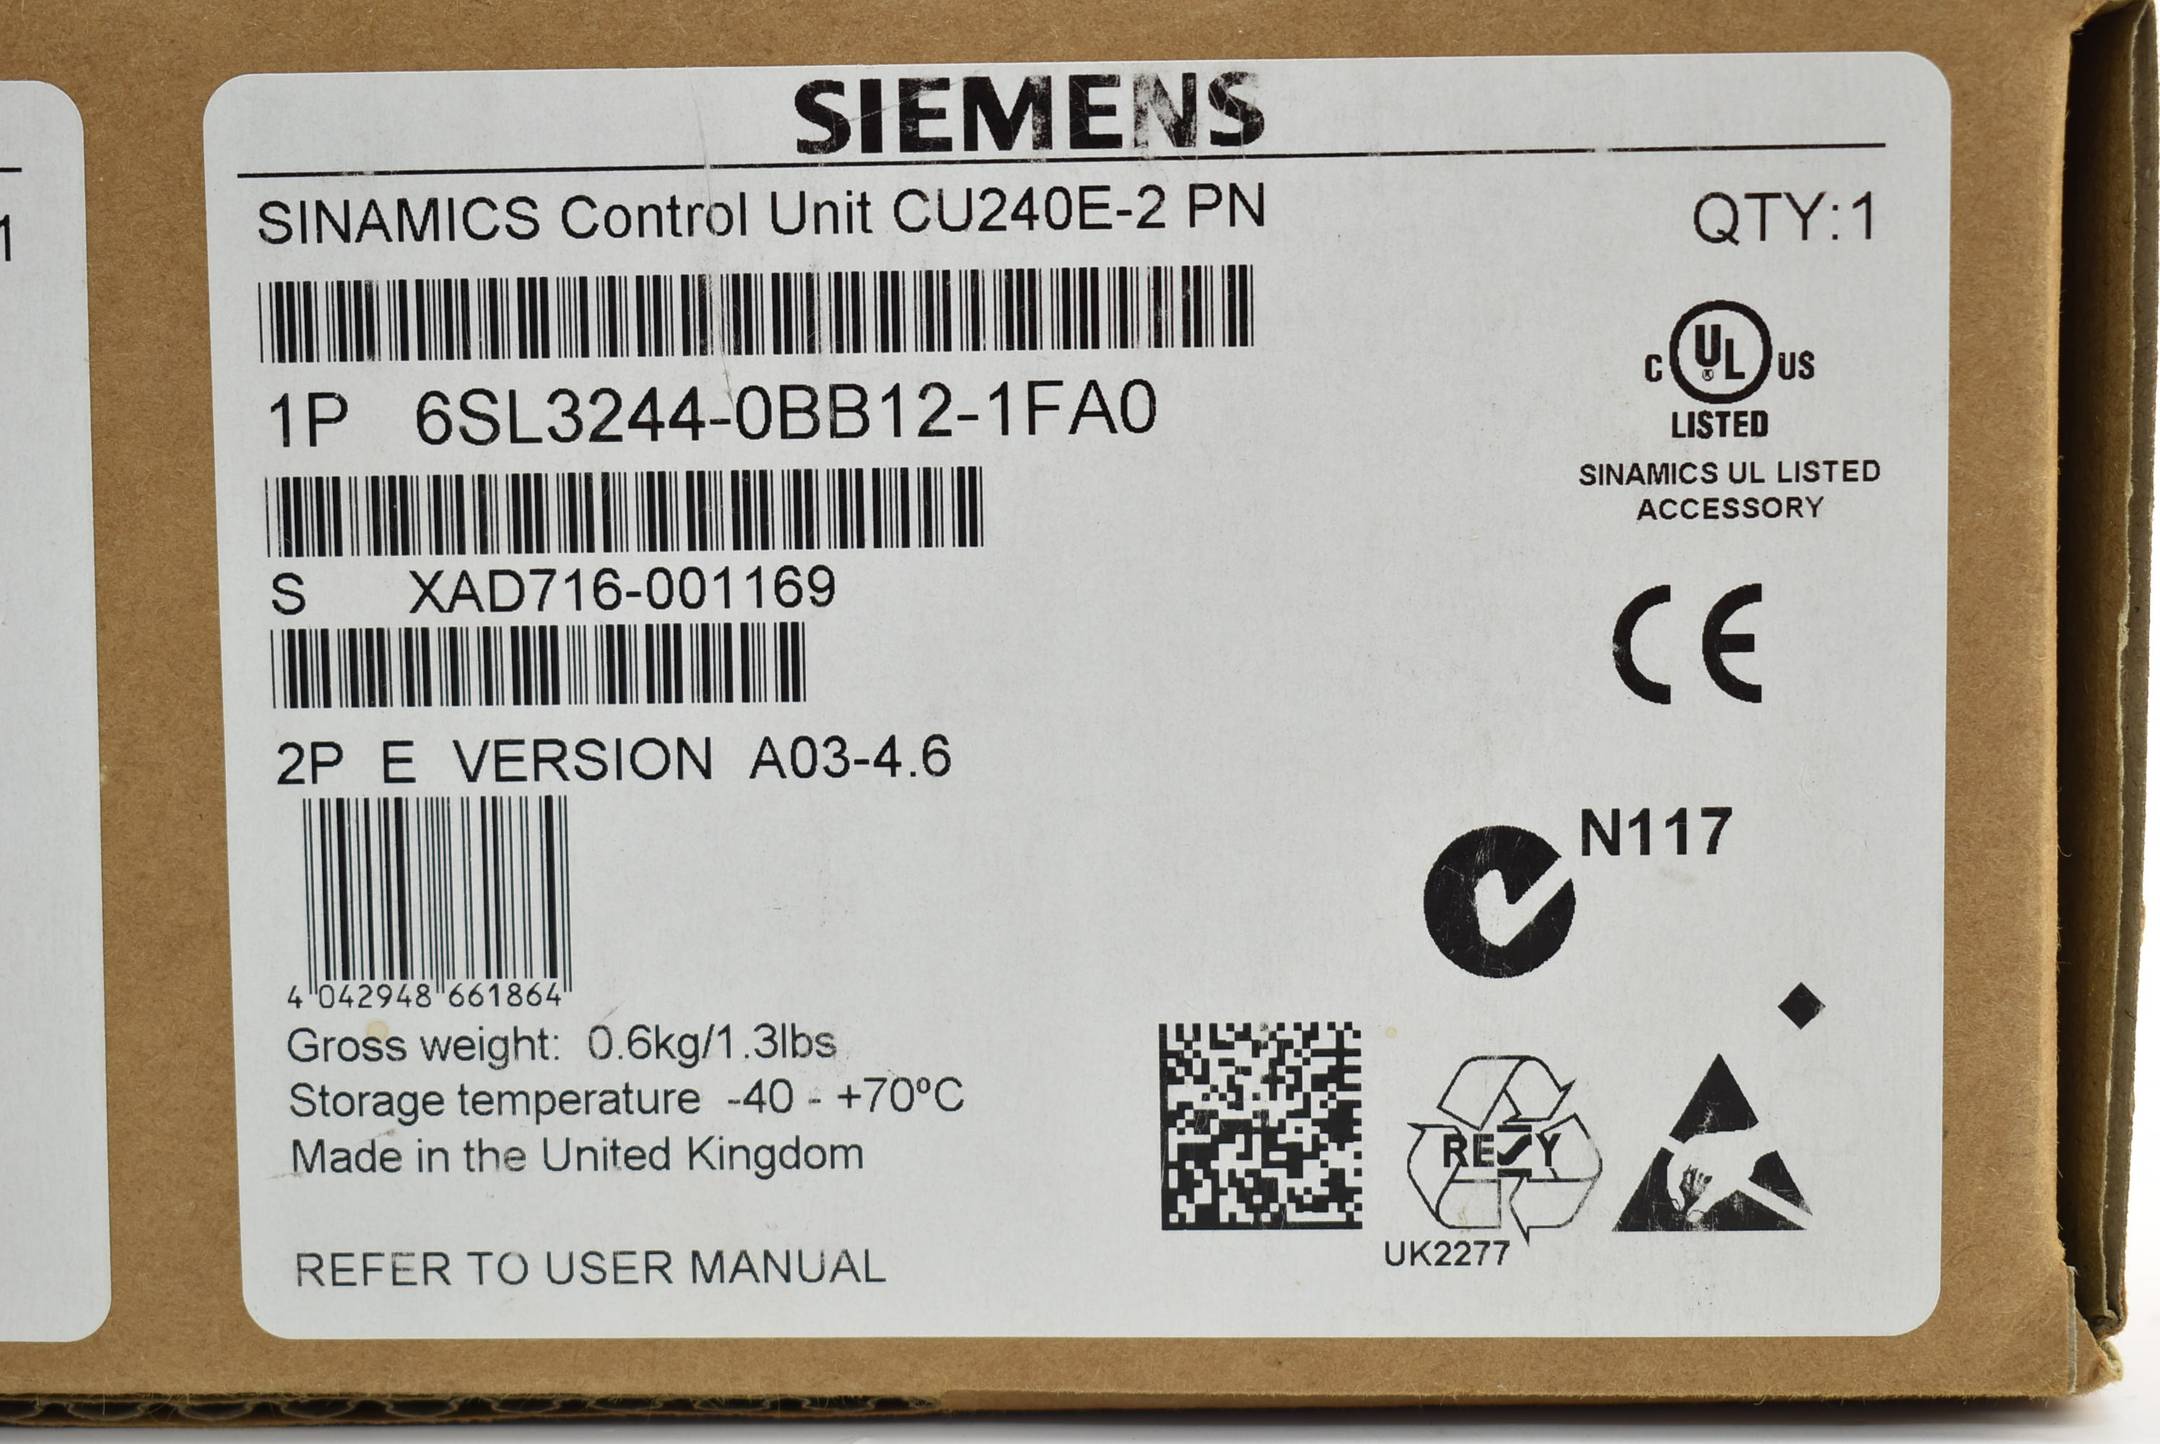 SIEMENS
SINAMICS Control Unit CU240E-2 PN
QTY:1
1P 6SL3244-0BB12-1FA0
S XAD716-001169
2P E VERSION A03-4.6
4 042948 661864
Gross weight: 0.6kg/1.3lbs
Storage temperature -40 - +70ºC
Made in the United Kingdom
REFER TO USER MANUAL
C UL® US
LISTED
SINAMICS UL LISTED
ACCESSORY
CE
N117
RESY
UK2277
1